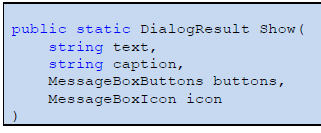 public static DialogResult Show(
    string text,
    string caption,
    MessageBoxButtons buttons,
    MessageBoxIcon icon
)